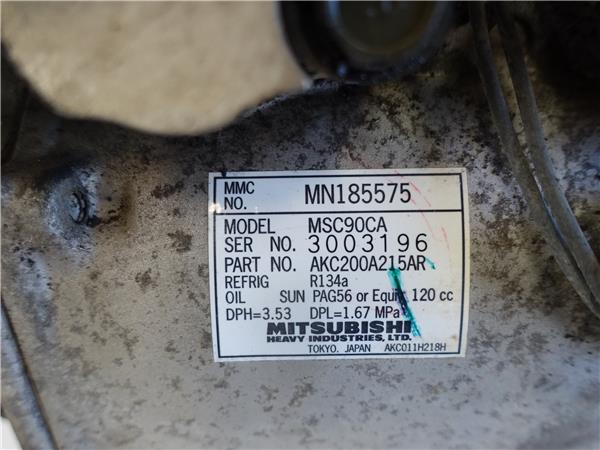 MMC NO. MN185575
MODEL MSC90CA
SER NO. 3003196
PART NO. AKC200A215AR
REFRIG R134a
OIL SUN PAG56 or Equiv. 120 cc
DPH=3.53 DPL=1.67 MPa
MITSUBISHI
HEAVY INDUSTRIES, LTD.
TOKYO. JAPAN AKC011H218H